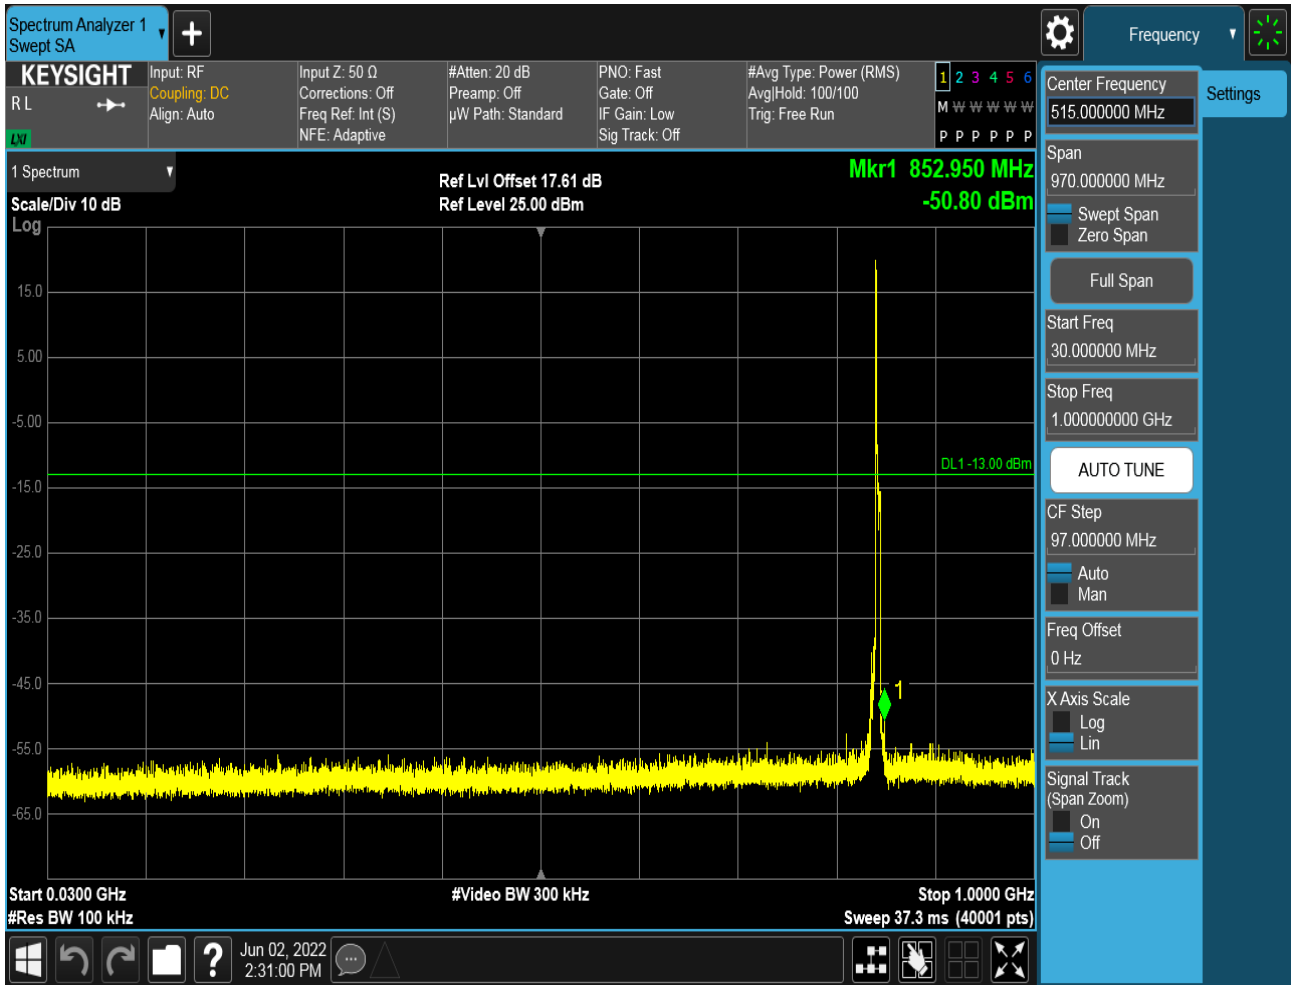 Spectrum Analyzer 1
Swept SA
Frequency
KEYSIGHT
R L
LXI
Input: RF
Coupling: DC
Align: Auto
Input Z: 50 Ω
Corrections: Off
Freq Ref: Int (S)
NFE: Adaptive
#Atten: 20 dB
Preamp: Off
µW Path: Standard
PNO: Fast
Gate: Off
IF Gain: Low
Sig Track: Off
#Avg Type: Power (RMS)
Avg|Hold: 100/100
Trig: Free Run
1 2 3 4 5 6
M W W W W W
P P P P P P
1 Spectrum
Scale/Div 10 dB
Log
Ref Lvl Offset 17.61 dB
Ref Level 25.00 dBm
Mkr1 852.950 MHz
-50.80 dBm
15.0
5.00
-5.00
-15.0
-25.0
-35.0
-45.0
-55.0
-65.0
DL1 -13.00 dBm
1
Start 0.0300 GHz
#Res BW 100 kHz
#Video BW 300 kHz
Stop 1.0000 GHz
Sweep 37.3 ms (40001 pts)
Jun 02, 2022
2:31:00 PM
Center Frequency
515.000000 MHz
Settings
Span
970.000000 MHz
Swept Span
Zero Span
Full Span
Start Freq
30.000000 MHz
Stop Freq
1.000000000 GHz
AUTO TUNE
CF Step
97.000000 MHz
Auto
Man
Freq Offset
0 Hz
X Axis Scale
Log
Lin
Signal Track
(Span Zoom)
On
Off